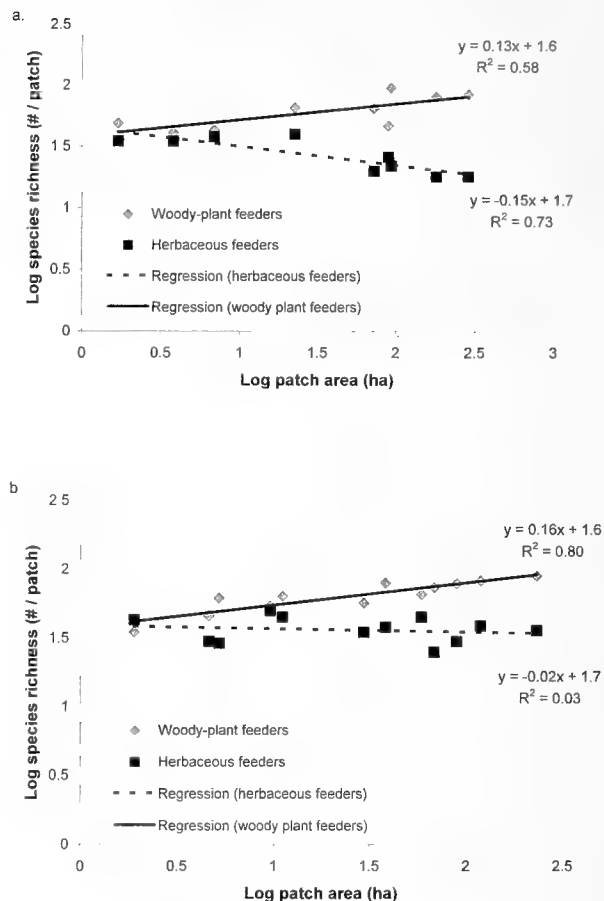 a.
Log species richness (# / patch)
2.5
2
1.5
1
0.5
0
y = 0.13x + 1.6
R² = 0.58
y = -0.15x + 1.7
R² = 0.73
Woody-plant feeders
Herbaceous feeders
Regression (herbaceous feeders)
Regression (woody plant feeders)
0 0.5 1 1.5 2 2.5 3
Log patch area (ha)
b
Log species richness (# / patch)
2 5
2
1.5
1
0.5
0
y = 0.16x + 1.6
R² = 0.80
y = -0.02x + 1.7
R² = 0.03
Woody-plant feeders
Herbaceous feeders
Regression (herbaceous feeders)
Regression (woody plant feeders)
0 0.5 1 1.5 2 2.5
Log patch area (ha)